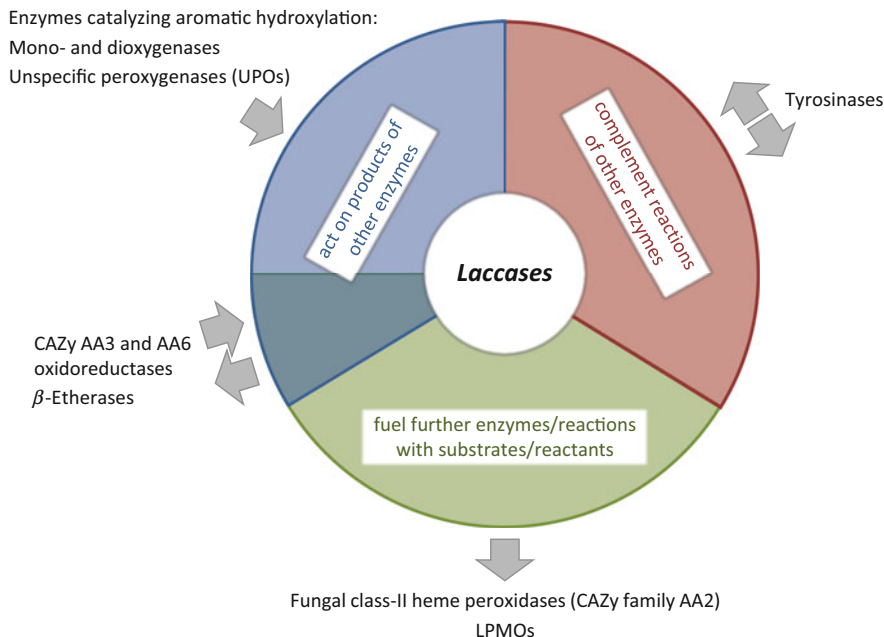 Enzymes catalyzing aromatic hydroxylation:
Mono- and dioxygenases
Unspecific peroxygenases (UPOs)
act on products of
other enzymes
complement reactions
of other enzymes
Tyrosinases
Laccases
CAZy AA3 and AA6
oxidoreductases
β-Etherases
fuel further enzymes/reactions
with substrates/reactants
Fungal class-II heme peroxidases (CAZy family AA2)
LPMOs